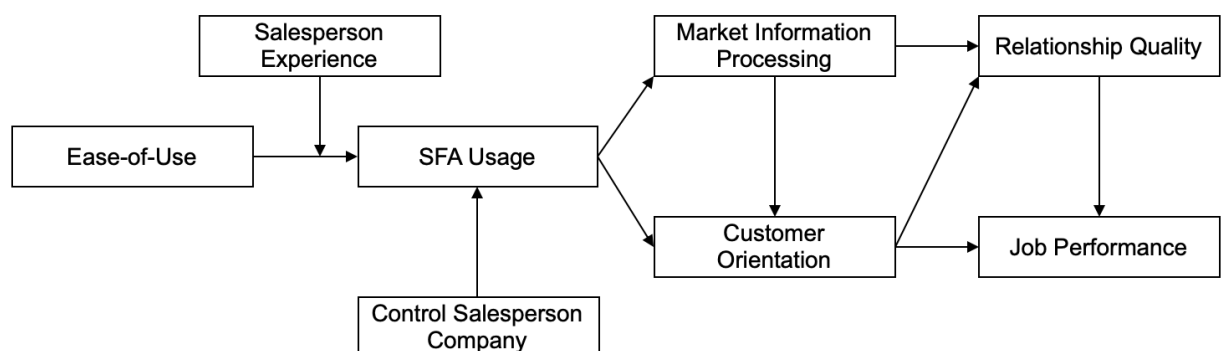 Salesperson
Experience
Market Information
Processing
Relationship Quality
Ease-of-Use
SFA Usage
Customer
Orientation
Job Performance
Control Salesperson
Company